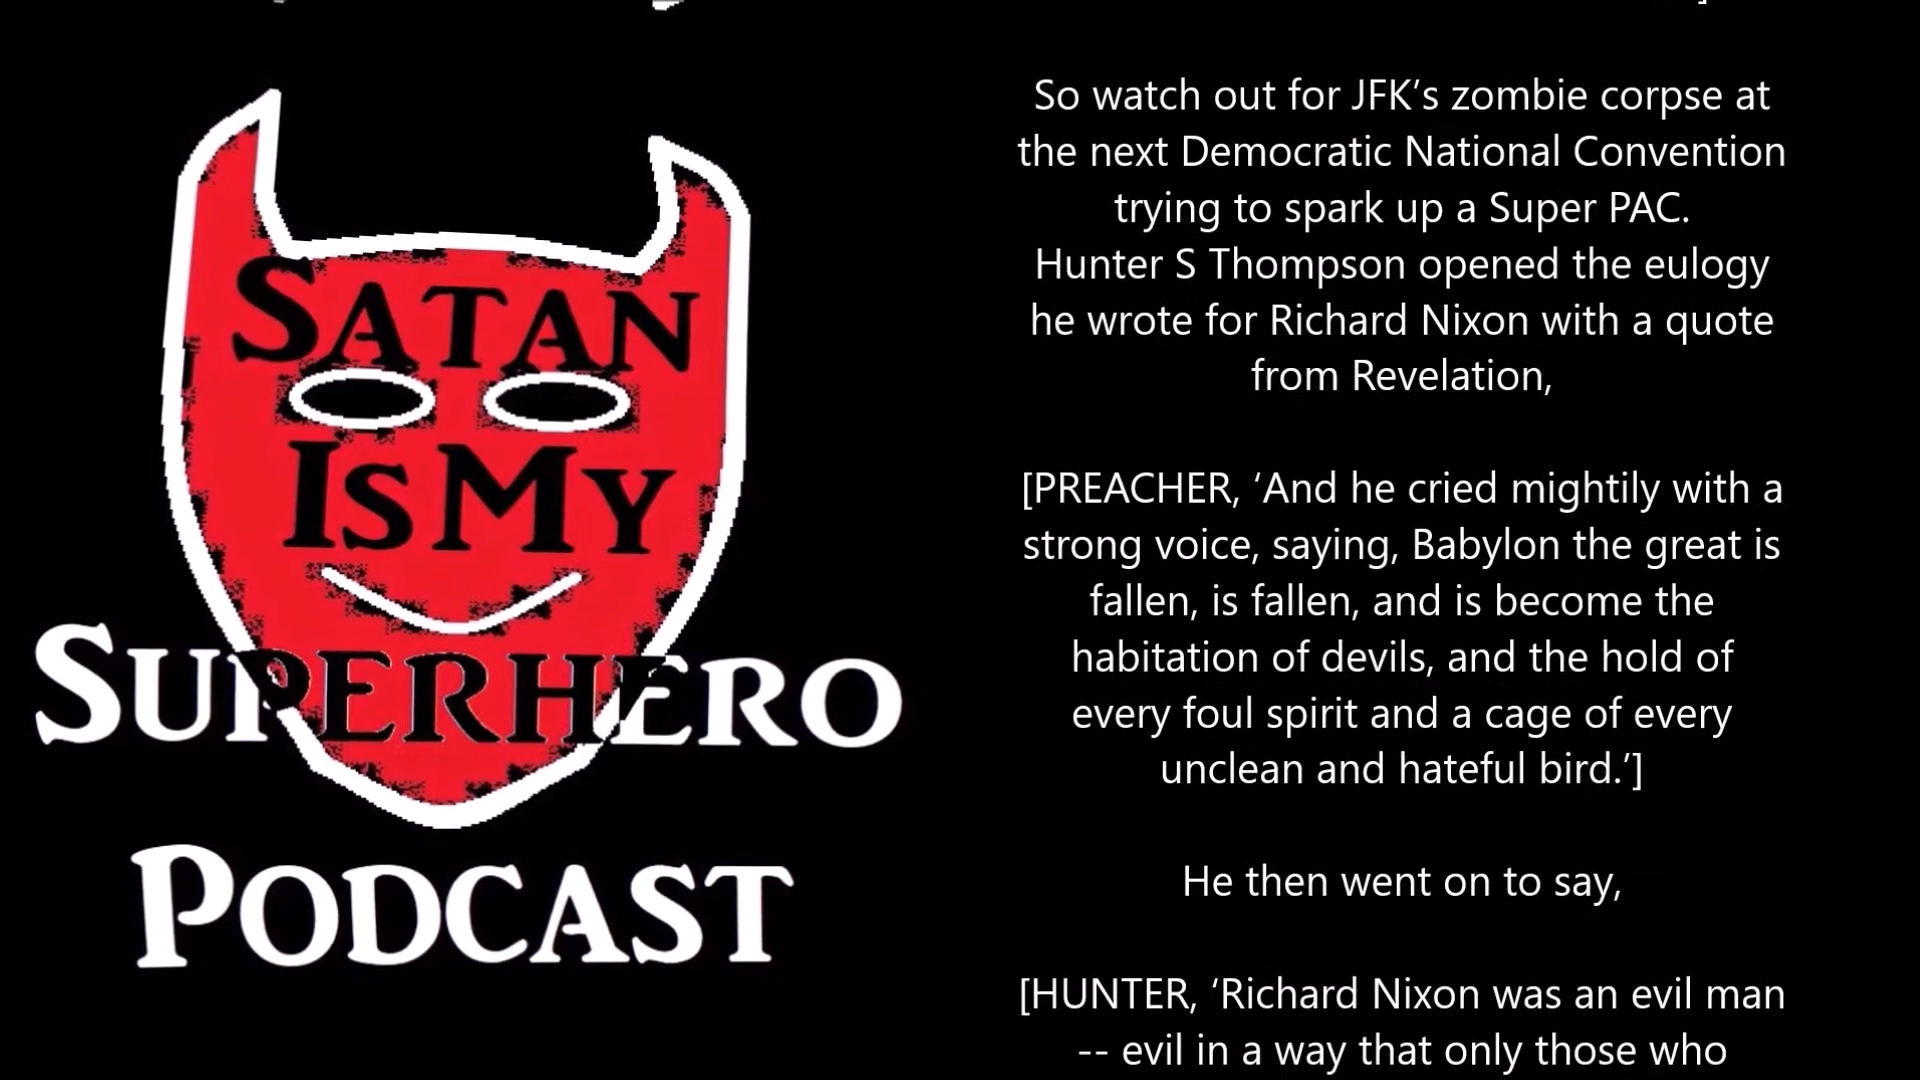 SATAN
IS MY
SUPERHERO
PODCAST
]
So watch out for JFK’s zombie corpse at
the next Democratic National Convention
trying to spark up a Super PAC.
Hunter S Thompson opened the eulogy
he wrote for Richard Nixon with a quote
from Revelation,
[PREACHER, ‘And he cried mightily with a
strong voice, saying, Babylon the great is
fallen, is fallen, and is become the
habitation of devils, and the hold of
every foul spirit and a cage of every
unclean and hateful bird.’]
He then went on to say,
[HUNTER, ‘Richard Nixon was an evil man
-- evil in a way that only those who